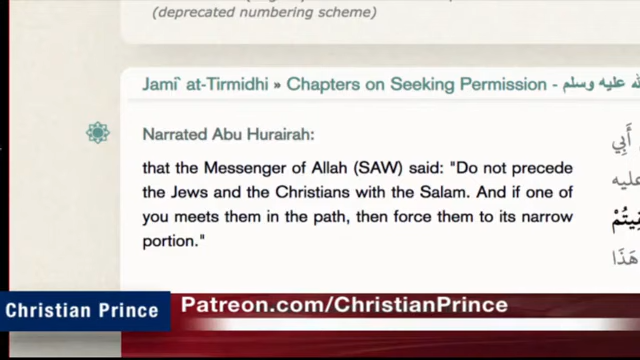 (deprecated numbering scheme)
Jami` at-Tirmidhi » Chapters on Seeking Permission - الله عليه وسلم
Narrated Abu Hurairah:
أَبِي
that the Messenger of Allah (SAW) said: "Do not precede
عليه
the Jews and the Christians with the Salam. And if one of
you meets them in the path, then force them to its narrow
portion."
هَذَا
Christian Prince
Patreon.com/ChristianPrince